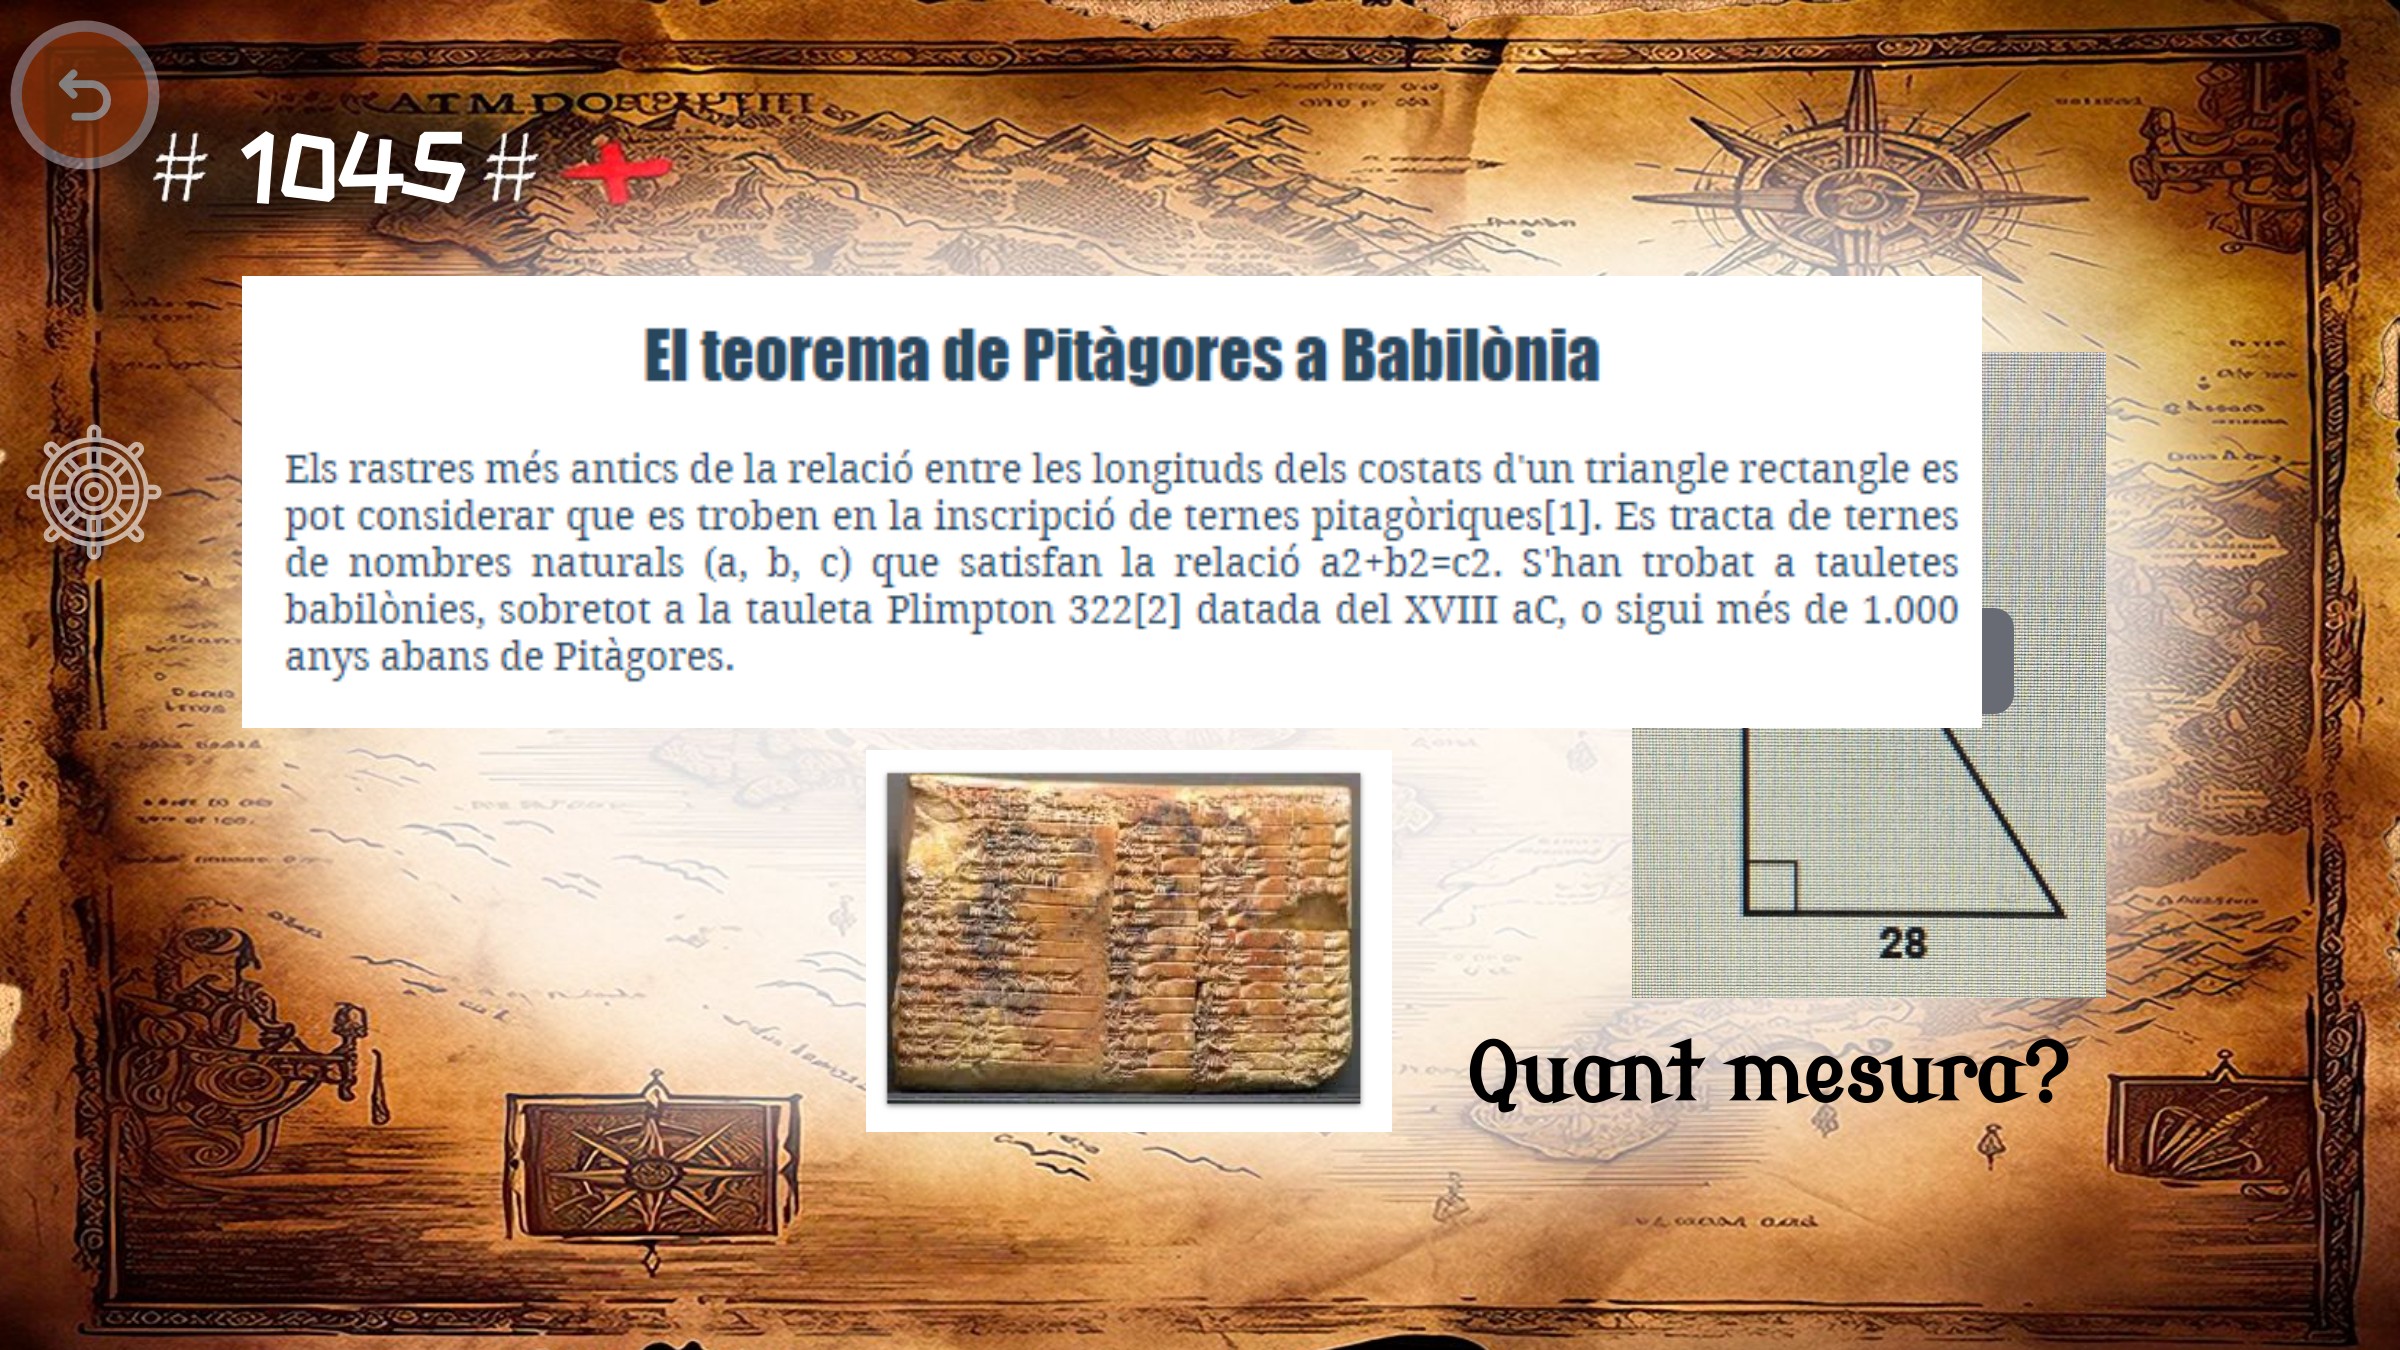 # 1045 #
El teorema de Pitàgores a Babilònia
Els rastres més antics de la relació entre les longituds dels costats d'un triangle rectangle es
pot considerar que es troben en la inscripció de ternes pitagòriques[1]. Es tracta de ternes
de nombres naturals (a, b, c) que satisfan la relació a2+b2=c2. S'han trobat a tauletes
babilònies, sobretot a la tauleta Plimpton 322[2] datada del XVIII aC, o sigui més de 1.000
anys abans de Pitàgores.
28
Quant mesura?